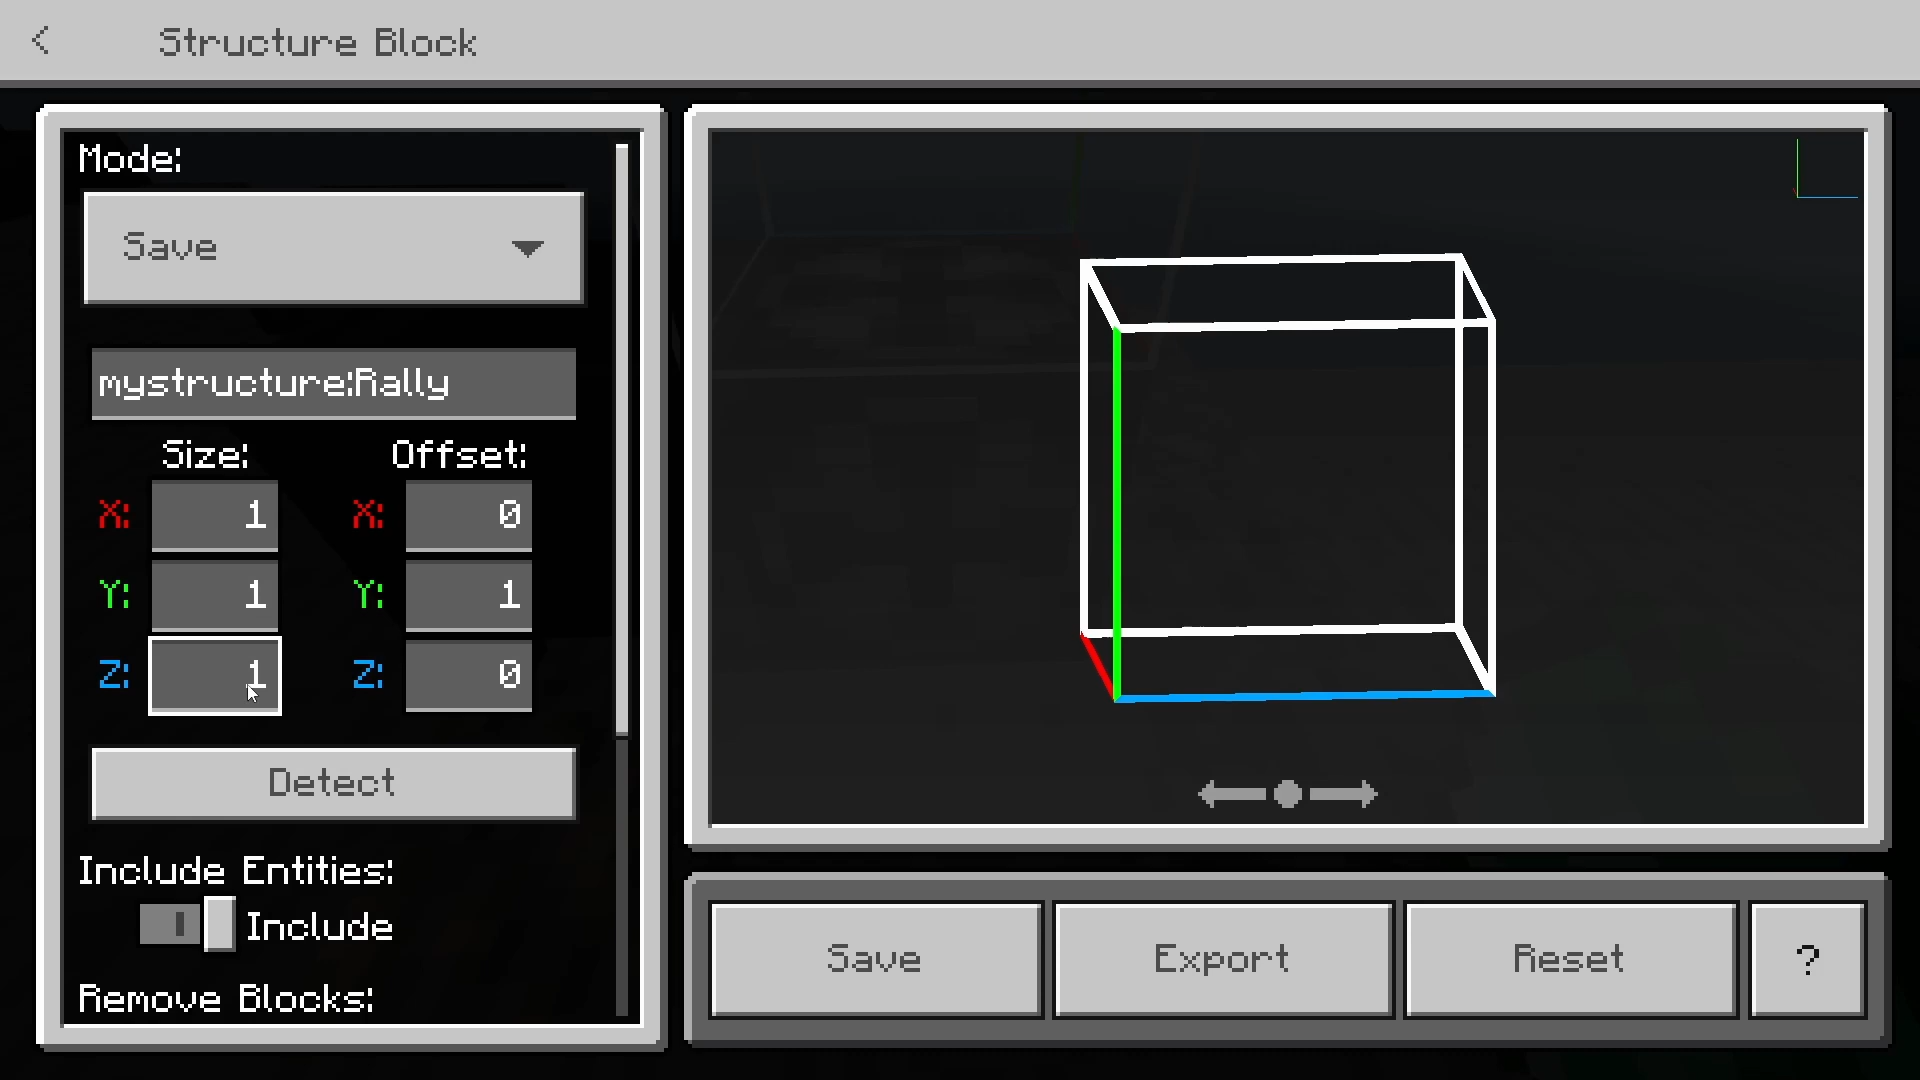 Structure Block
Mode:
Save
mystructure:Rally
Size: Offset:
X: 1 X: 0
Y: 1 Y: 1
Z: 1 Z: 0
Detect
Include Entities:
Include
Remove Blocks:
Save Export Reset ?